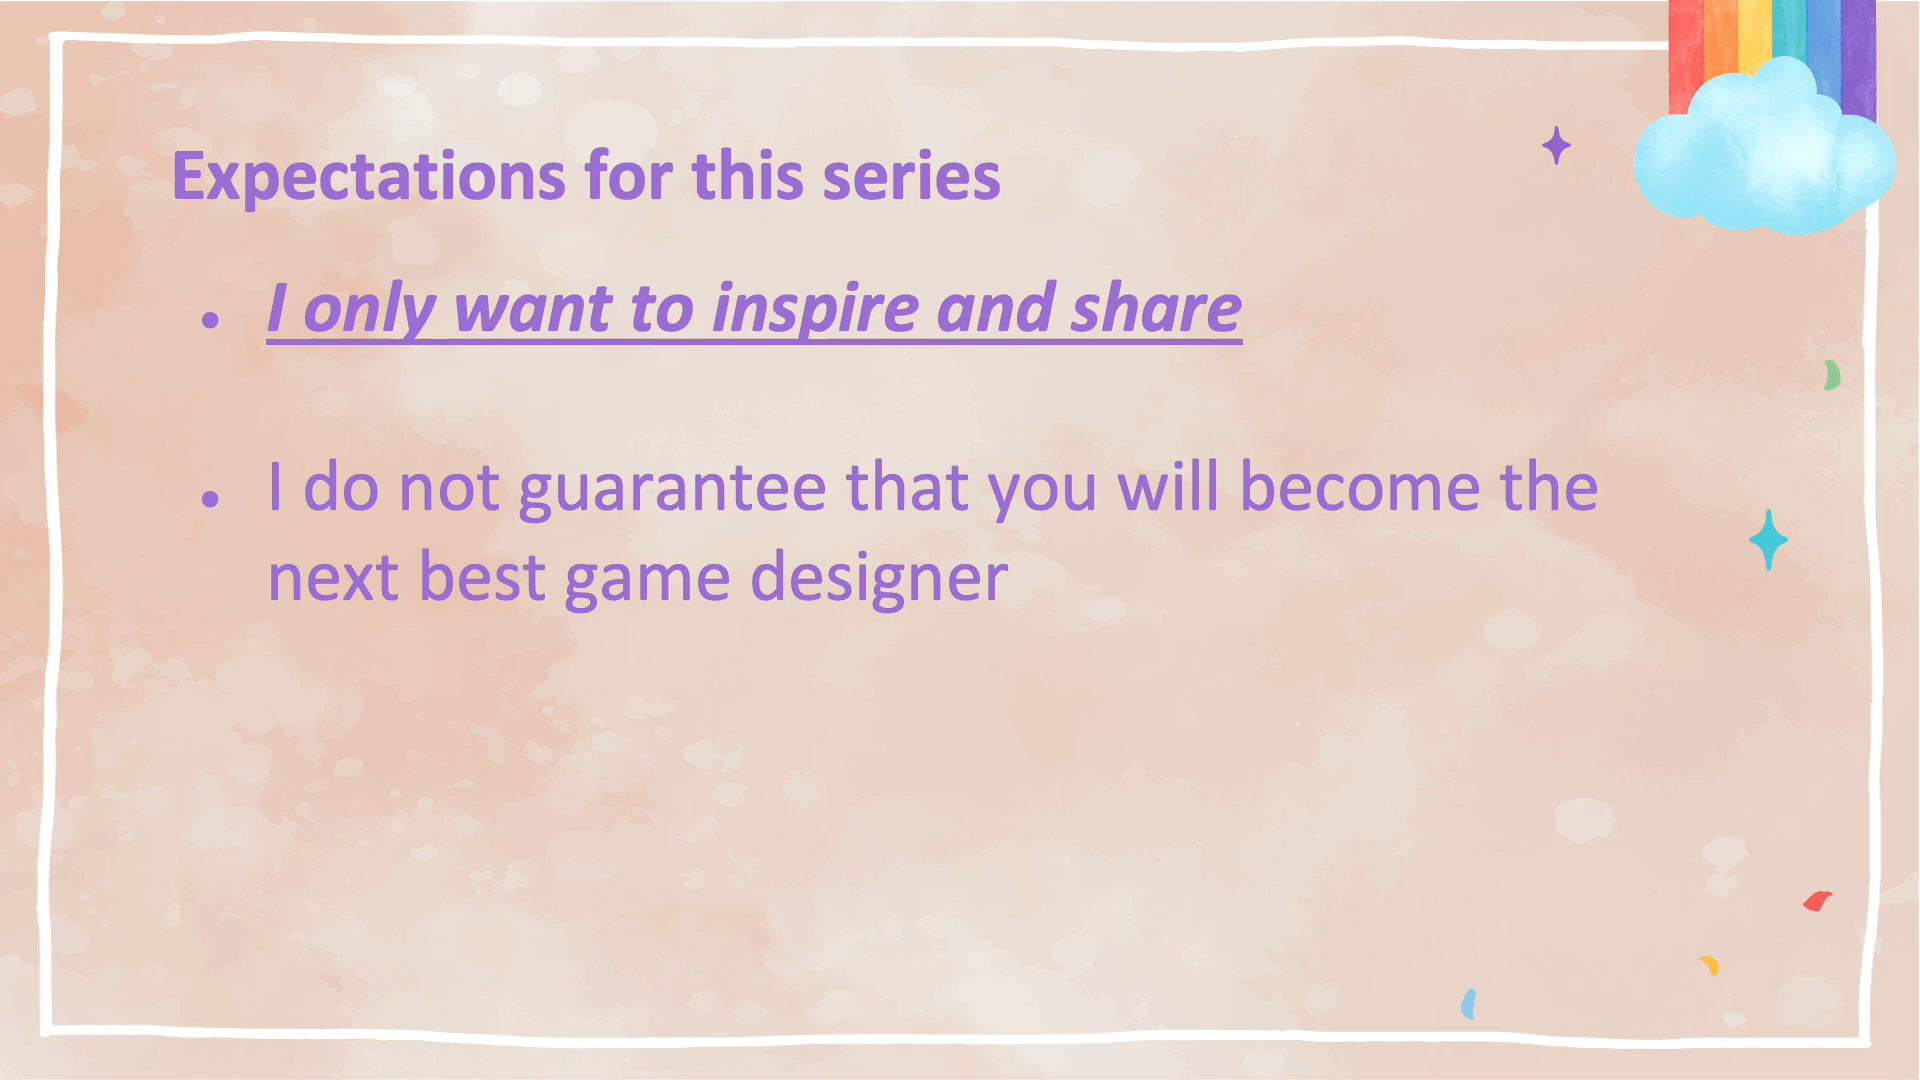 Expectations for this series
• I only want to inspire and share
• I do not guarantee that you will become the
next best game designer